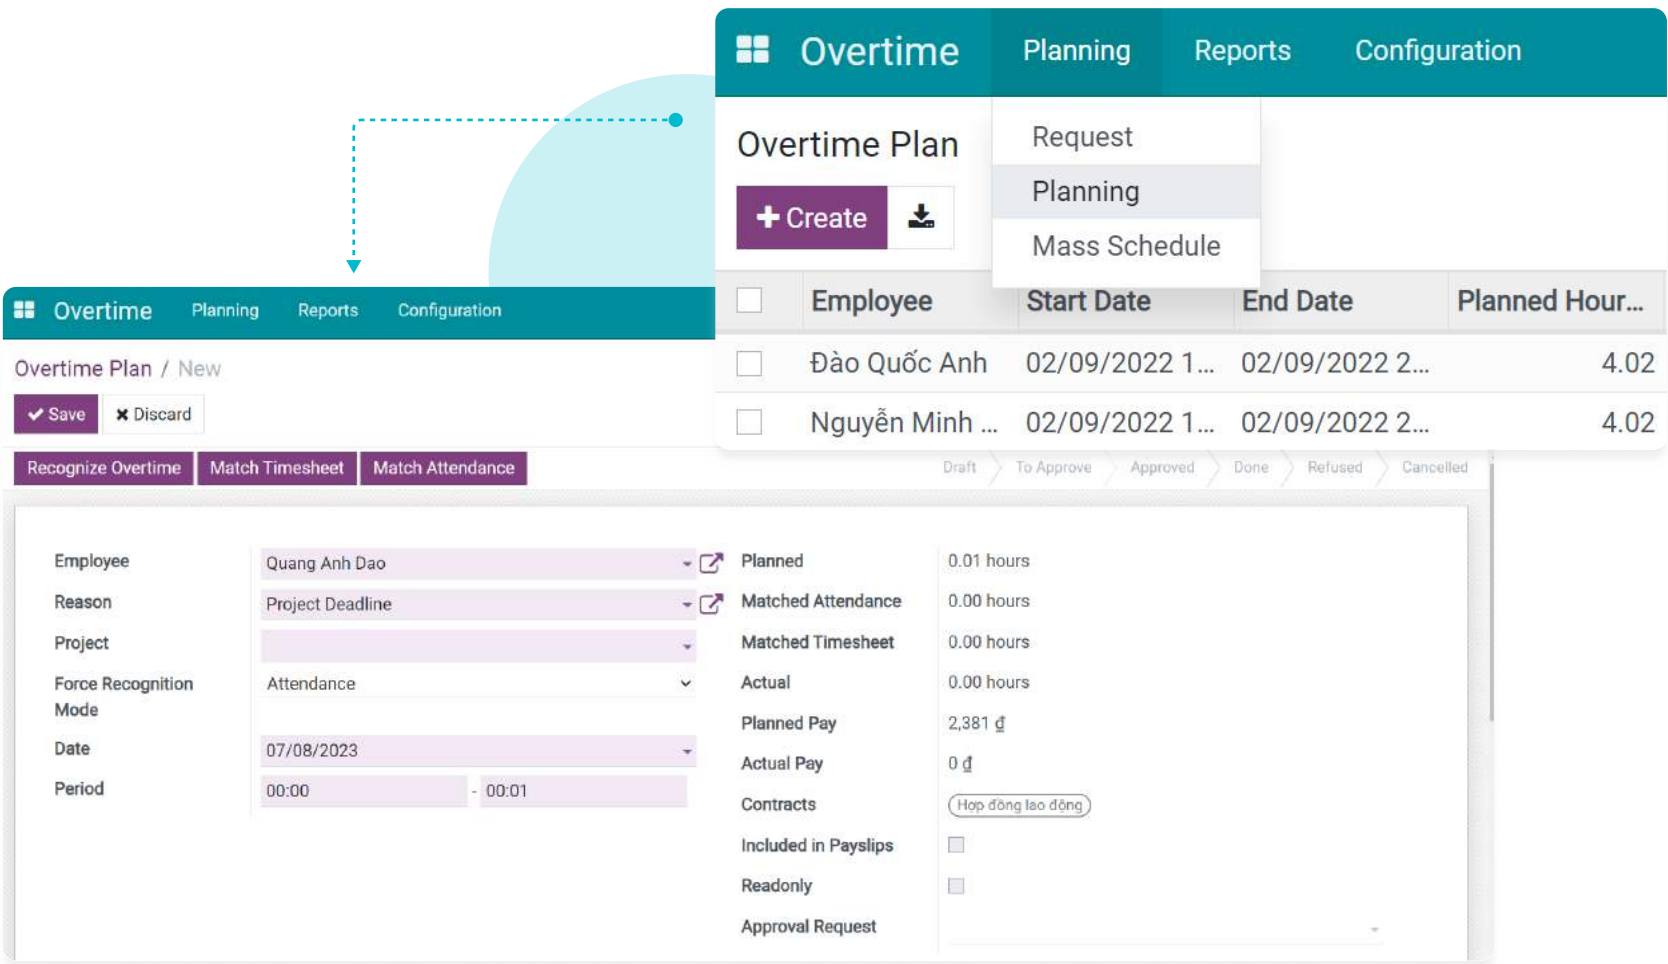 Overtime Planning Reports Configuration
Overtime Plan
Request
Planning
Mass Schedule
Create
Employee Start Date End Date Planned Hour...
Đào Quốc Anh 02/09/2022 1... 02/09/2022 2... 4.02
Nguyễn Minh ... 02/09/2022 1... 02/09/2022 2... 4.02
Overtime Planning Reports Configuration
Overtime Plan / New
Save Discard
Recognize Overtime Match Timesheet Match Attendance
Draft To Approve Approved Done Refused Cancelled
Employee Quang Anh Dao
Reason Project Deadline
Project
Force Recognition Mode Attendance
Date 07/08/2023
Period 00:00 - 00:01
Planned 0.01 hours
Matched Attendance 0.00 hours
Matched Timesheet 0.00 hours
Actual 0.00 hours
Planned Pay 2,381 ₫
Actual Pay 0 ₫
Contracts Hợp đồng lao động
Included in Payslips
Readonly
Approval Request